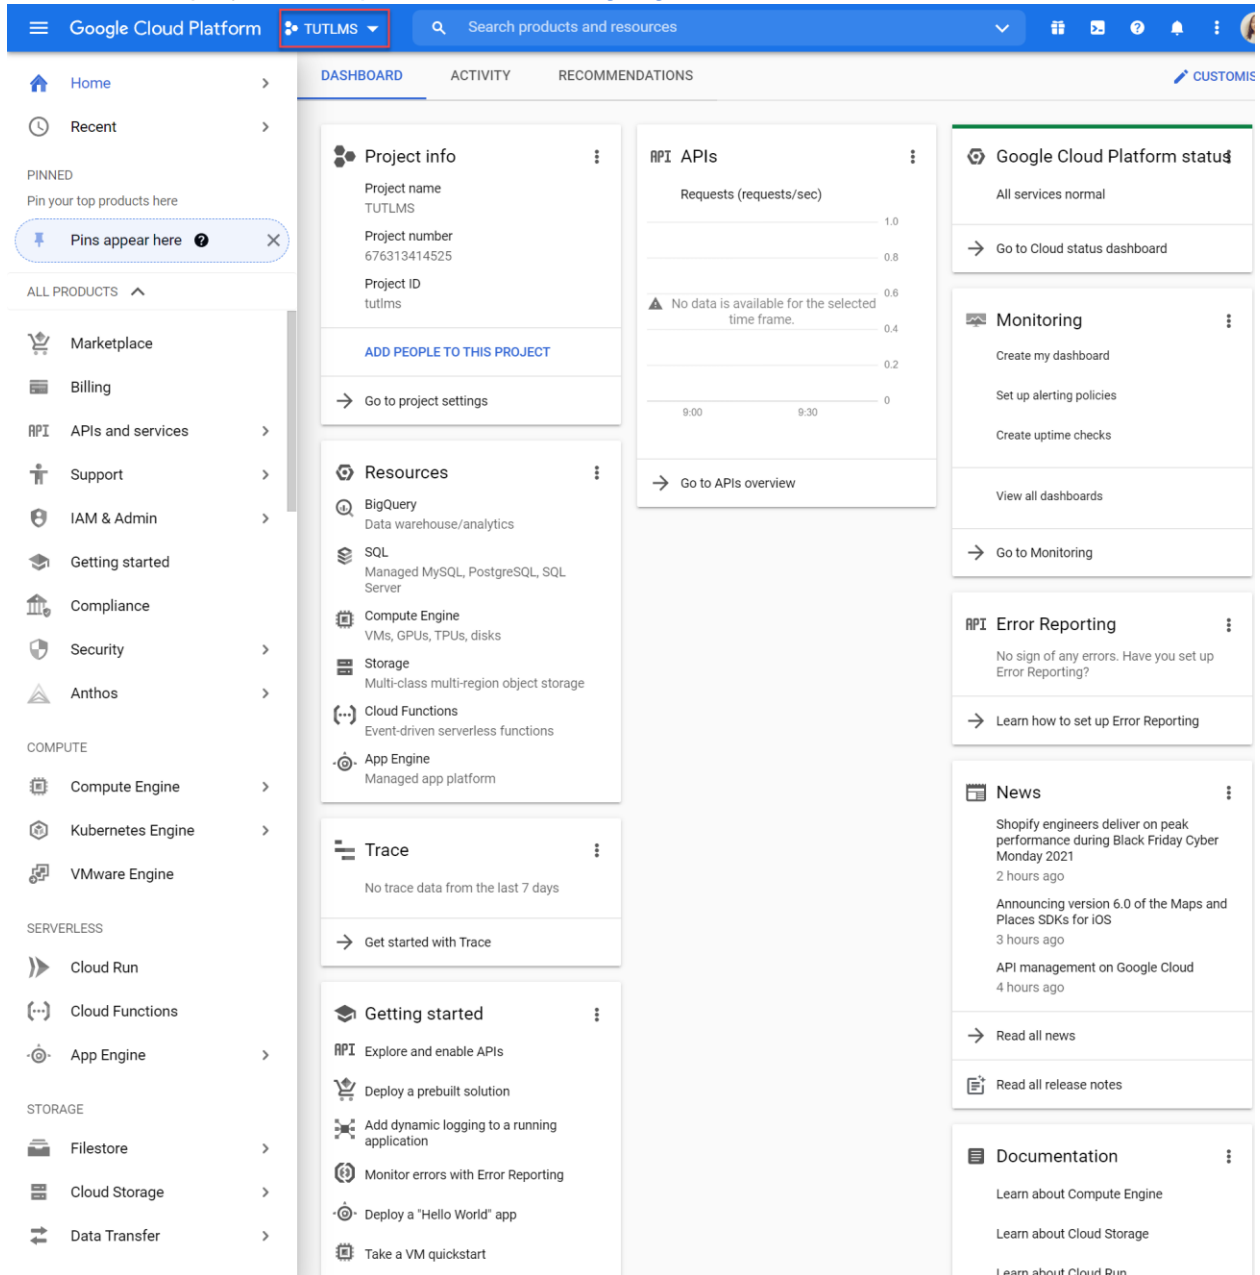 Google Cloud Platform
TUTLMS
Search products and resources
Home
Recent
PINNED
Pin your top products here
Pins appear here
ALL PRODUCTS
Marketplace
Billing
API APIs and services
Support
IAM & Admin
Getting started
Compliance
Security
Anthos
COMPUTE
Compute Engine
Kubernetes Engine
VMware Engine
SERVERLESS
Cloud Run
Cloud Functions
App Engine
STORAGE
Filestore
Cloud Storage
Data Transfer
DASHBOARD
ACTIVITY
RECOMMENDATIONS
CUSTOMIS
Project info
Project name
TUTLMS
Project number
676313414525
Project ID
tutlms
ADD PEOPLE TO THIS PROJECT
Go to project settings
Resources
BigQuery
Data warehouse/analytics
SQL
Managed MySQL, PostgreSQL, SQL
Server
Compute Engine
VMs, GPUs, TPUs, disks
Storage
Multi-class multi-region object storage
Cloud Functions
Event-driven serverless functions
App Engine
Managed app platform
Trace
No trace data from the last 7 days
Get started with Trace
Getting started
API Explore and enable APIs
Deploy a prebuilt solution
Add dynamic logging to a running
application
Monitor errors with Error Reporting
Deploy a "Hello World" app
Take a VM quickstart
API APIs
Requests (requests/sec)
1.0
0.8
0.6
No data is available for the selected
time frame.
0.4
0.2
0
9:00
9:30
Go to APIs overview
Google Cloud Platform status
All services normal
Go to Cloud status dashboard
Monitoring
Create my dashboard
Set up alerting policies
Create uptime checks
View all dashboards
Go to Monitoring
API Error Reporting
No sign of any errors. Have you set up
Error Reporting?
Learn how to set up Error Reporting
News
Shopify engineers deliver on peak
performance during Black Friday Cyber
Monday 2021
2 hours ago
Announcing version 6.0 of the Maps and
Places SDKs for iOS
3 hours ago
API management on Google Cloud
4 hours ago
Read all news
Read all release notes
Documentation
Learn about Compute Engine
Learn about Cloud Storage
Learn about Cloud Run